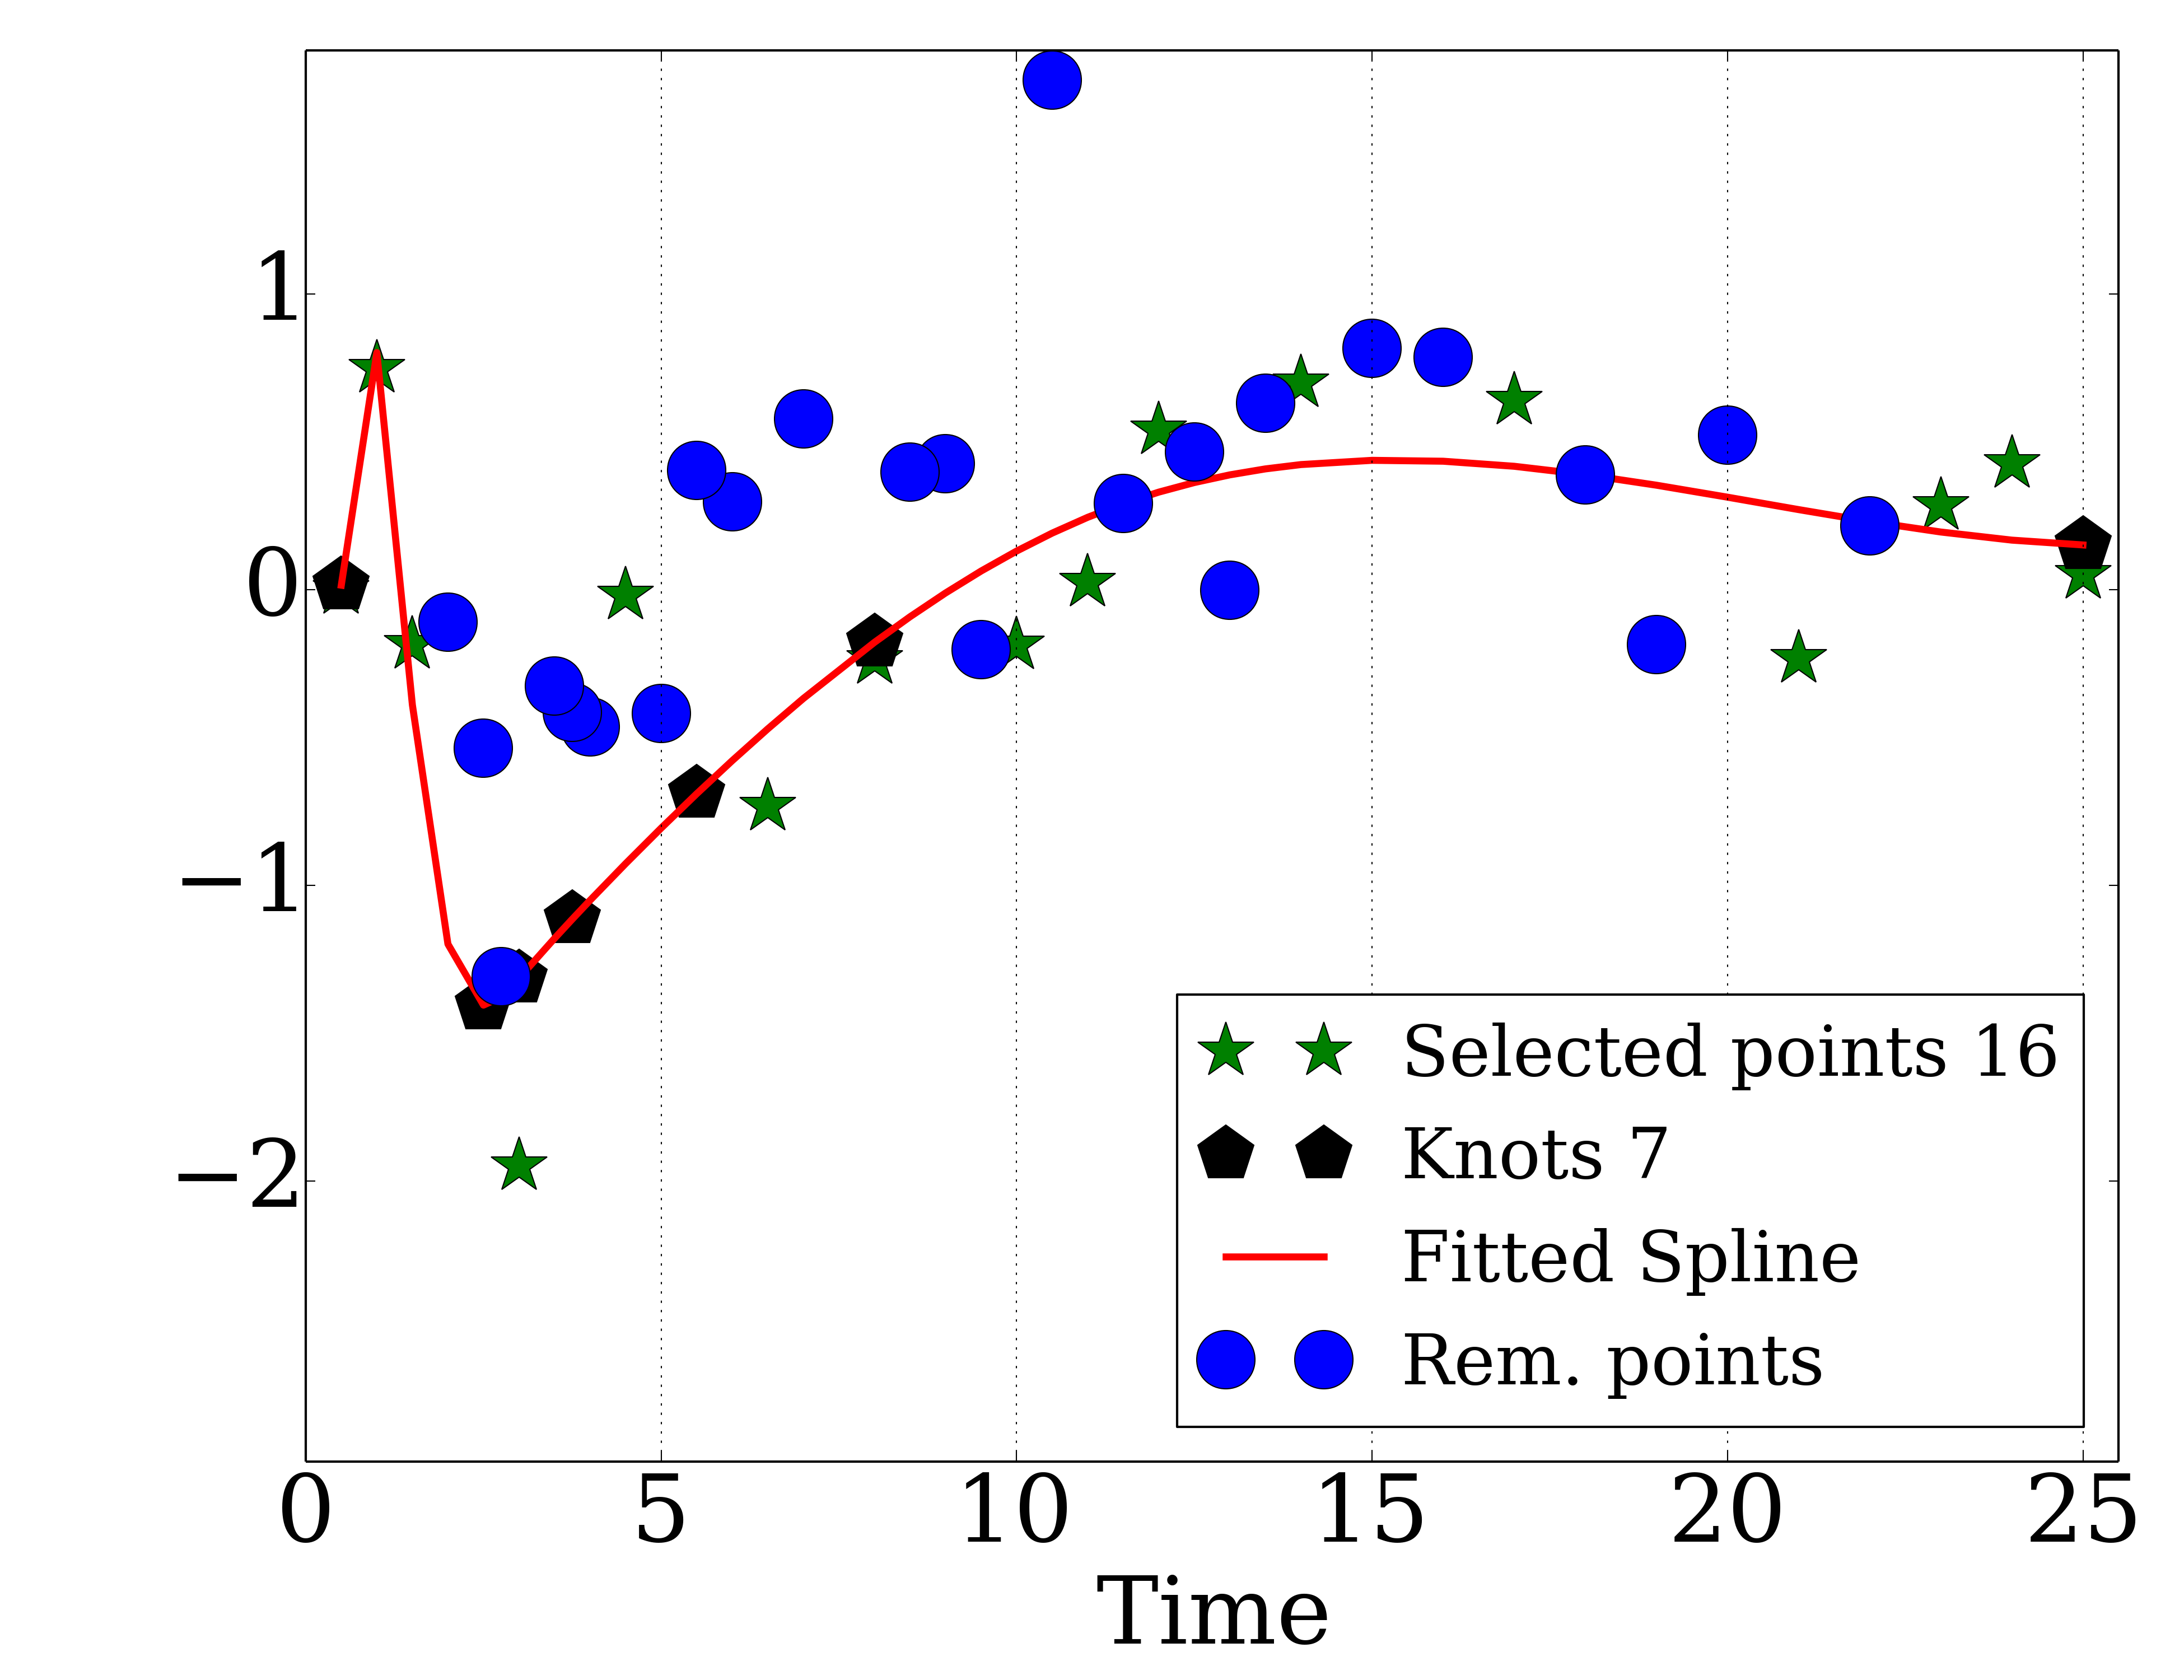 1
0
−1
−2
Selected points 16
Knots 7
Fitted Spline
Rem. points
0 5 10 15 20 25
Time